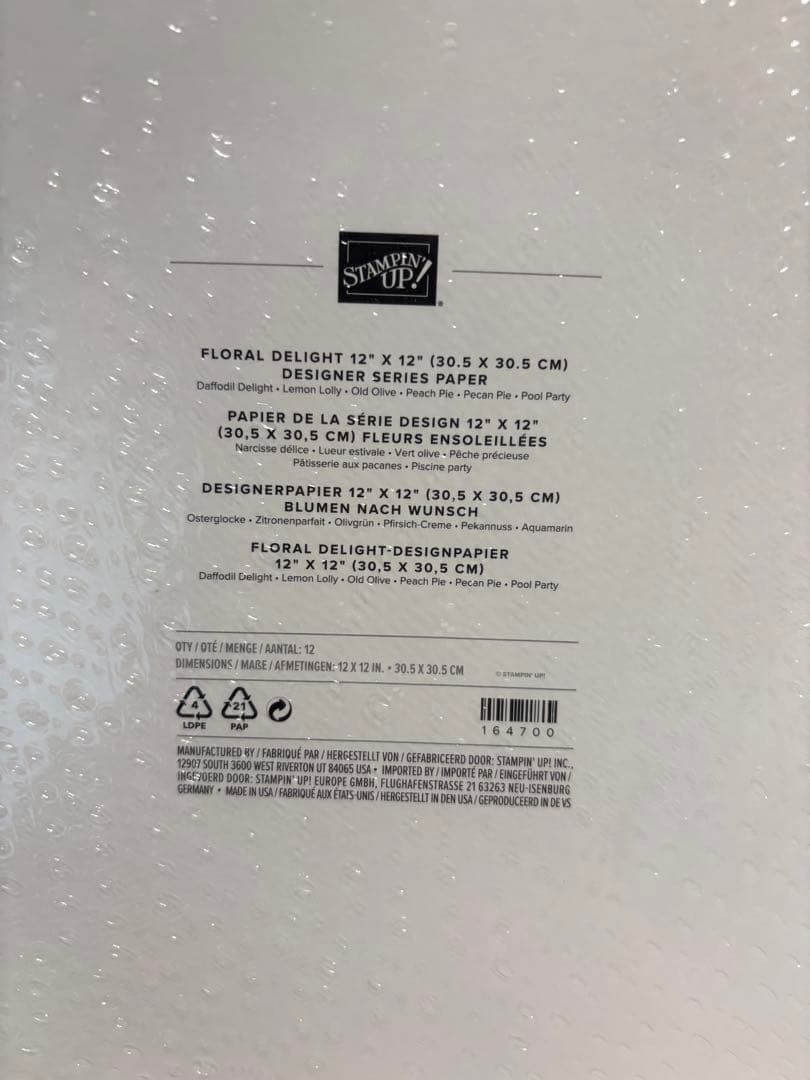 STAMPIN' UP!®
FLORAL DELIGHT 12" X 12" (30.5 X 30.5 CM)
DESIGNER SERIES PAPER
Daffodil Delight • Lemon Lolly • Old Olive • Peach Pie • Pecan Pie • Pool Party
PAPIER DE LA SÉRIE DESIGN 12" X 12"
(30,5 X 30,5 CM) FLEURS ENSOLEILLÉES
Narcisse délice • Lueur estivale • Vert olive • Pêche précieuse
Pâtisserie aux pacanes • Piscine party
DESIGNERPAPIER 12" X 12" (30,5 X 30,5 CM)
BLUMEN NACH WUNSCH
Osterglocke • Zitronenparfait • Olivgrün • Pfirsich-Creme • Pekannuss • Aquamarin
FLORAL DELIGHT-DESIGNPAPIER
12" X 12" (30,5 X 30,5 CM)
Daffodil Delight • Lemon Lolly • Old Olive • Peach Pie • Pecan Pie • Pool Party
QTY / QTÉ / MENGE / AANTAL: 12
DIMENSIONS / MAßE / AFMETINGEN: 12 X 12 IN. • 30.5 X 30.5 CM
© STAMPIN' UP!
4
LDPE
21
PAP
164700
MANUFACTURED BY / FABRIQUÉ PAR / HERGESTELLT VON / GEFABRICEERD DOOR: STAMPIN' UP! INC.,
12907 SOUTH 3600 WEST RIVERTON UT 84065 USA • IMPORTED BY / IMPORTÉ PAR / EINGEFÜHRT VON /
INGEVOERD DOOR: STAMPIN' UP! EUROPE GMBH, FLUGHAFENSTRASSE 21 63263 NEU-ISENBURG
GERMANY • MADE IN USA / FABRIQUÉ AUX ÉTATS-UNIS / HERGESTELLT IN DEN USA / GEPRODUCEERD IN DE VS